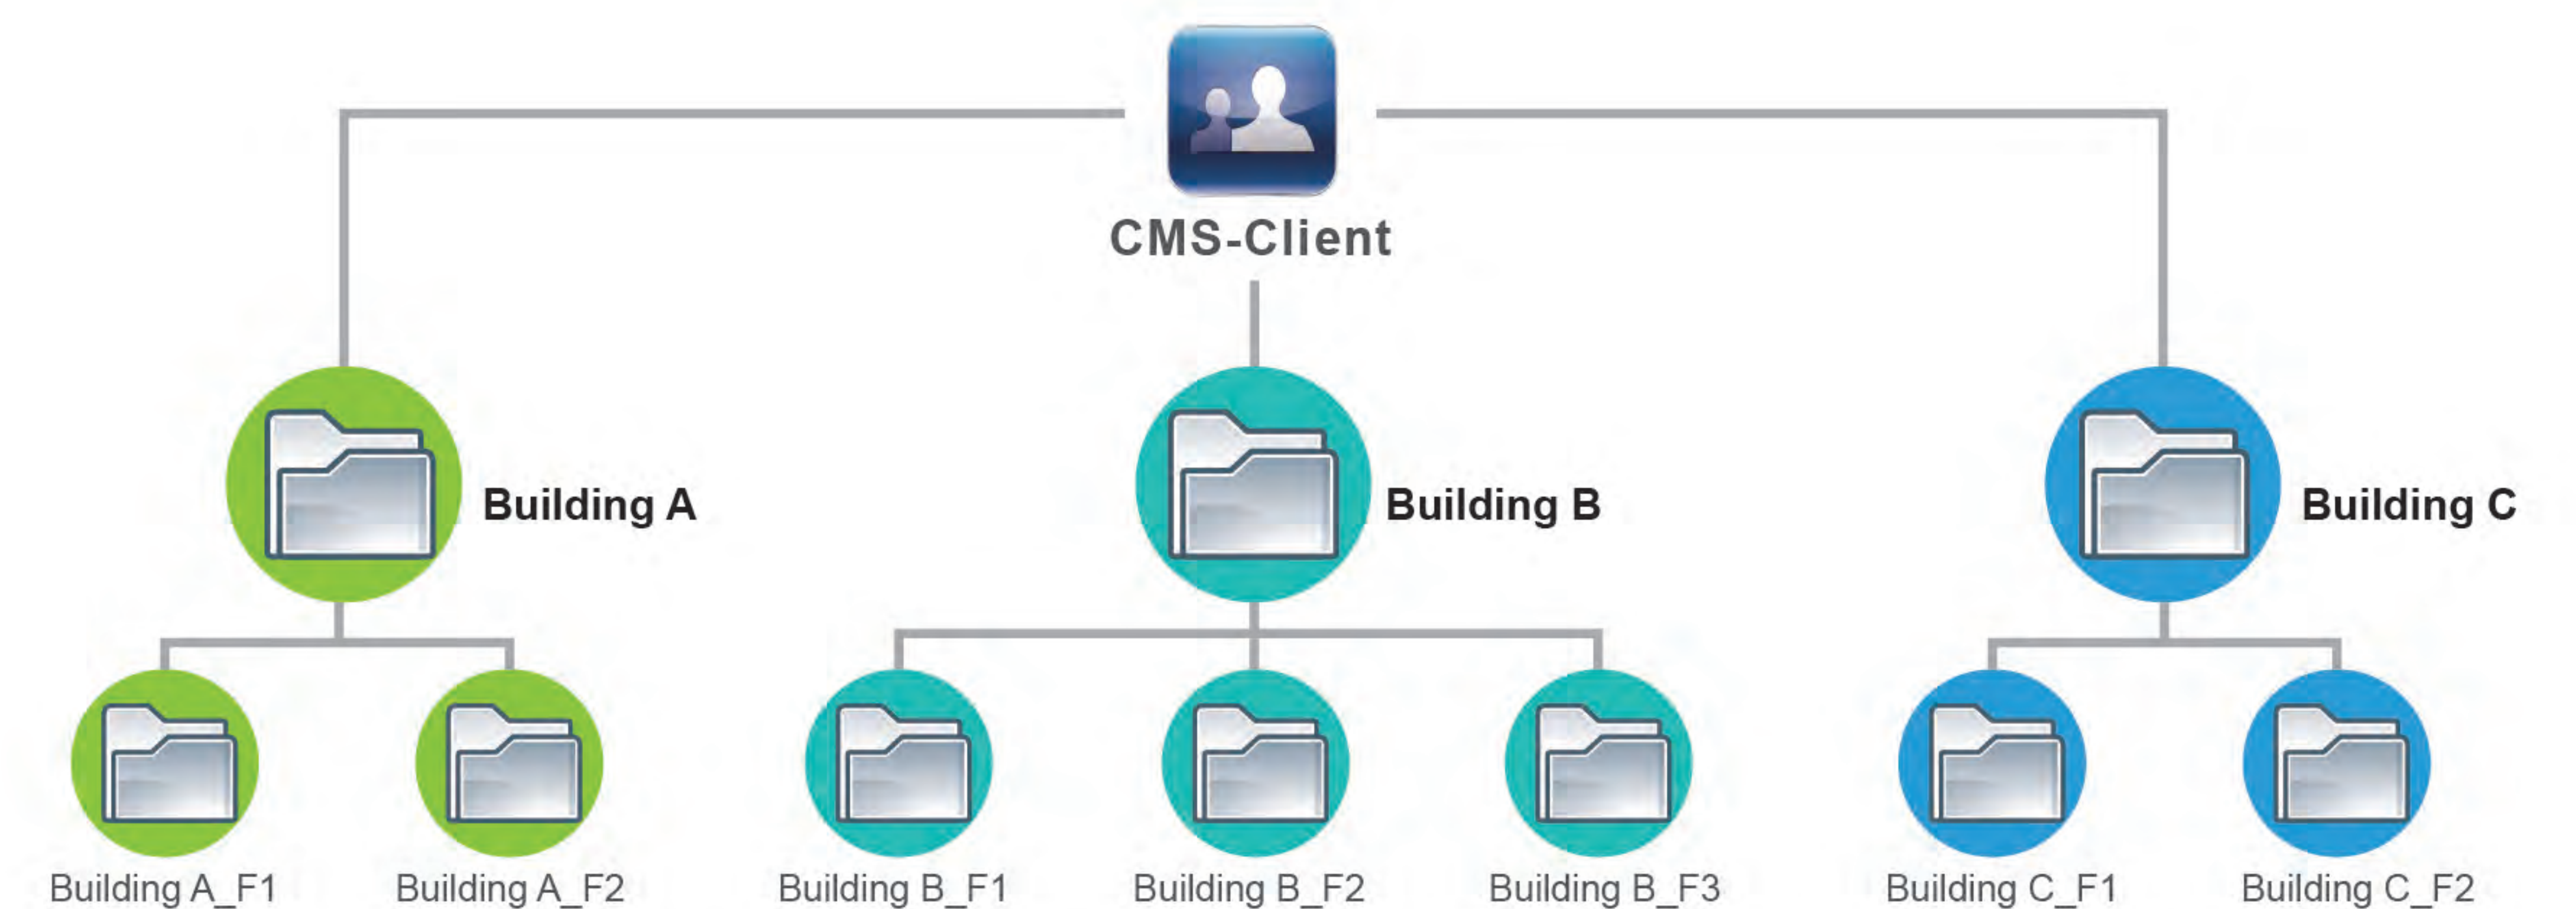 CMS-Client
Building A
Building B
Building C
Building A_F1
Building A_F2
Building B_F1
Building B_F2
Building B_F3
Building C_F1
Building C_F2